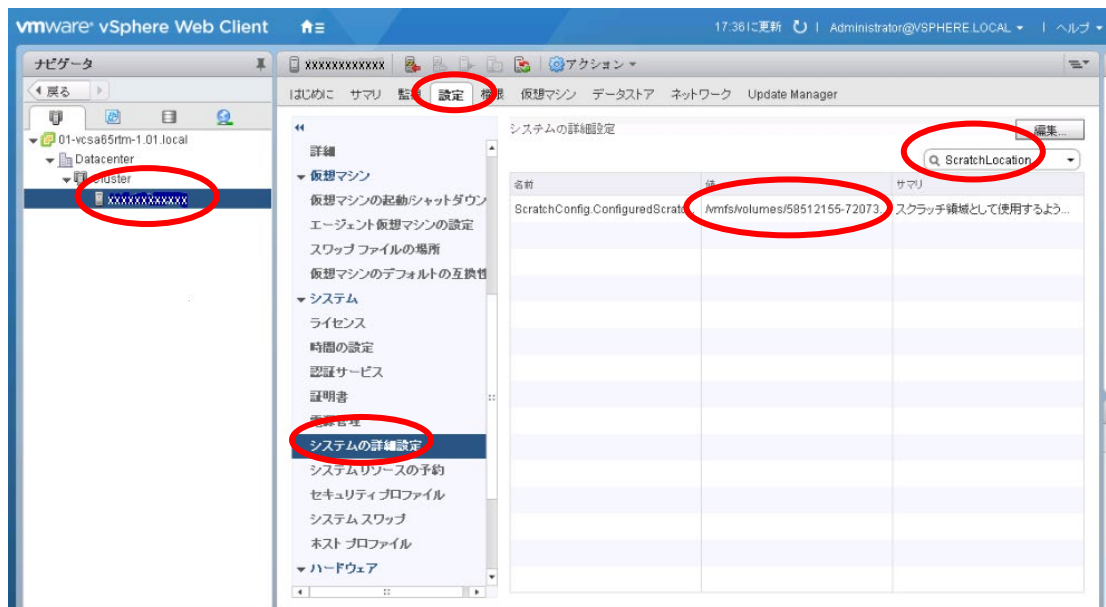 vmware® vSphere Web Client
17:36に更新 | Administrator@VSPHERE.LOCAL | ヘルプ
ナビゲータ
戻る
01-vcsa65rtm-1.01.local
Datacenter
Cluster
xxxxxxxxxxxx
xxxxxxxxxxxx アクション
はじめに サマリ 監視 設定 権限 仮想マシン データストア ネットワーク Update Manager
詳細
仮想マシン
仮想マシンの起動/シャットダウン
エージェント仮想マシンの設定
スワップ ファイルの場所
仮想マシンのデフォルトの互換性
システム
ライセンス
時間の設定
認証サービス
証明書
電源管理
システムの詳細設定
システム リソースの予約
セキュリティ プロファイル
システム スワップ
ホスト プロファイル
ハードウェア
システムの詳細設定
編集...
ScratchLocation
名前 値 サマリ
ScratchConfig.ConfiguredScratc... /vmfs/volumes/58512155-72073... スクラッチ領域として使用するよう...